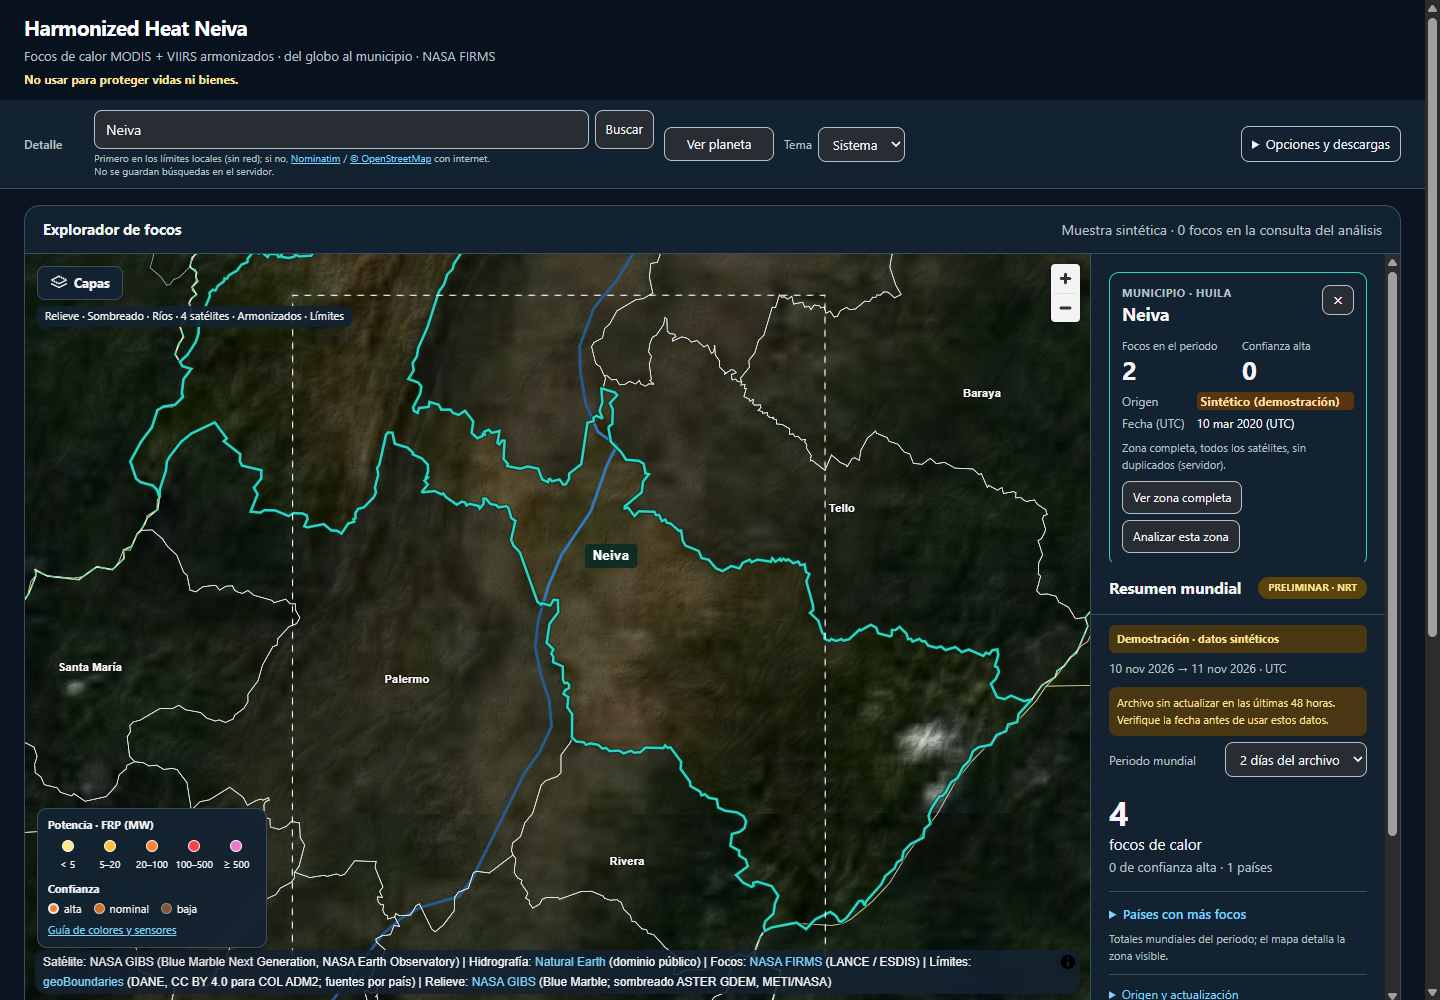 Harmonized Heat Neiva
Focos de calor MODIS + VIIRS armonizados · del globo al municipio · NASA FIRMS
No usar para proteger vidas ni bienes.
Detalle
Neiva
Buscar
Ver planeta
Tema
Sistema
▶ Opciones y descargas
Primero en los límites locales (sin red); si no, Nominatim / © OpenStreetMap con internet.
No se guardan búsquedas en el servidor.
Explorador de focos
Muestra sintética · 0 focos en la consulta del análisis
Capas
Relieve · Sombreado · Ríos · 4 satélites · Armonizados · Límites
+
−
Baraya
Tello
Neiva
Santa María
Palermo
Rivera
Potencia · FRP (MW)
< 5
5–20
20–100
100–500
≥ 500
Confianza
alta
nominal
baja
Guía de colores y sensores
Satélite: NASA GIBS (Blue Marble Next Generation, NASA Earth Observatory) | Hidrografía: Natural Earth (dominio público) | Focos: NASA FIRMS (LANCE / ESDIS) | Límites:
geoBoundaries (DANE, CC BY 4.0 para COL ADM2; fuentes por país) | Relieve: NASA GIBS (Blue Marble; sombreado ASTER GDEM, METI/NASA)
MUNICIPIO · HUILA
Neiva
×
Focos en el periodo
Confianza alta
2
0
Origen
Sintético (demostración)
Fecha (UTC)
10 mar 2020 (UTC)
Zona completa, todos los satélites, sin
duplicados (servidor).
Ver zona completa
Analizar esta zona
Resumen mundial
PRELIMINAR · NRT
Demostración · datos sintéticos
10 nov 2026 → 11 nov 2026 · UTC
Archivo sin actualizar en las últimas 48 horas.
Verifique la fecha antes de usar estos datos.
Periodo mundial
2 días del archivo
4
focos de calor
0 de confianza alta · 1 países
▶ Países con más focos
Totales mundiales del periodo; el mapa detalla la
zona visible.
▶ Origen y actualización